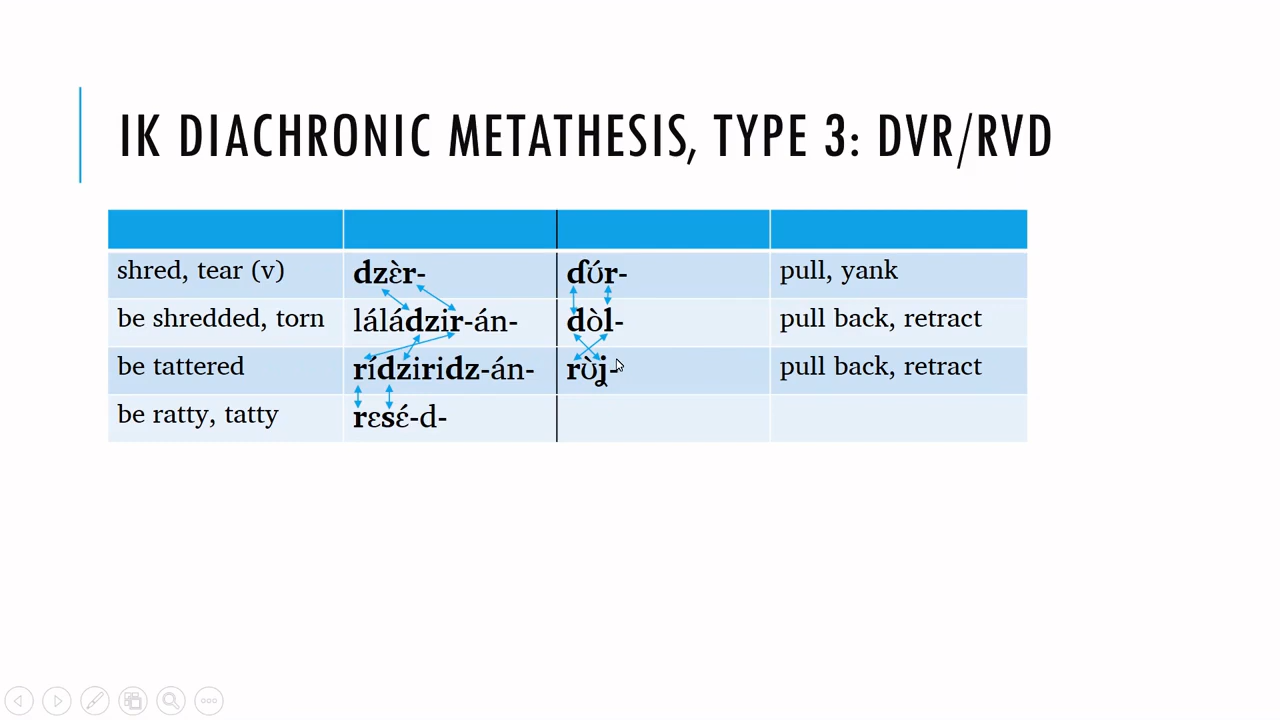 IK DIACHRONIC METATHESIS, TYPE 3: DVR/RVD
shred, tear (v) dzɛ̀r- ɗʊ́r- pull, yank
be shredded, torn láládzir-án- dòl- pull back, retract
be tattered rídziridz-án- rʊ̀ʝ- pull back, retract
be ratty, tatty rɛsɛ́-d-